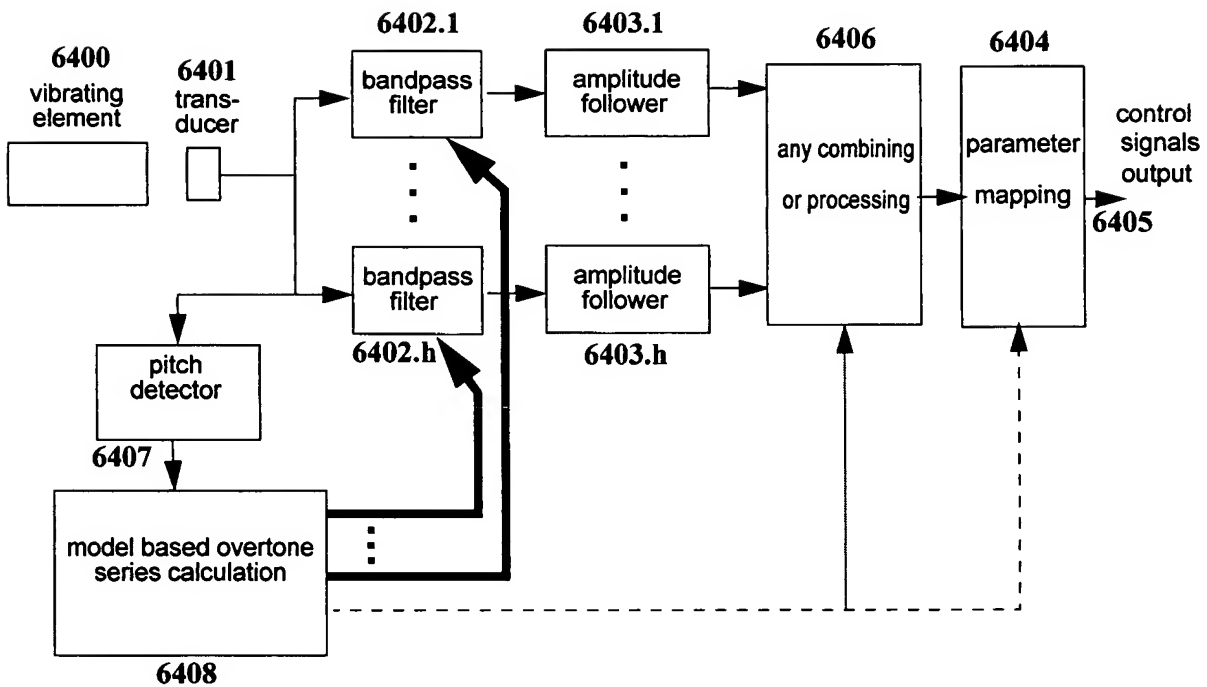 6400
vibrating
element
6401
trans-
ducer
6402.1
bandpass
filter
6403.1
amplitude
follower
6406
any combining
or processing
6404
parameter
mapping
control
signals
output
6405
bandpass
filter
6402.h
amplitude
follower
6403.h
pitch
detector
6407
model based overtone
series calculation
6408